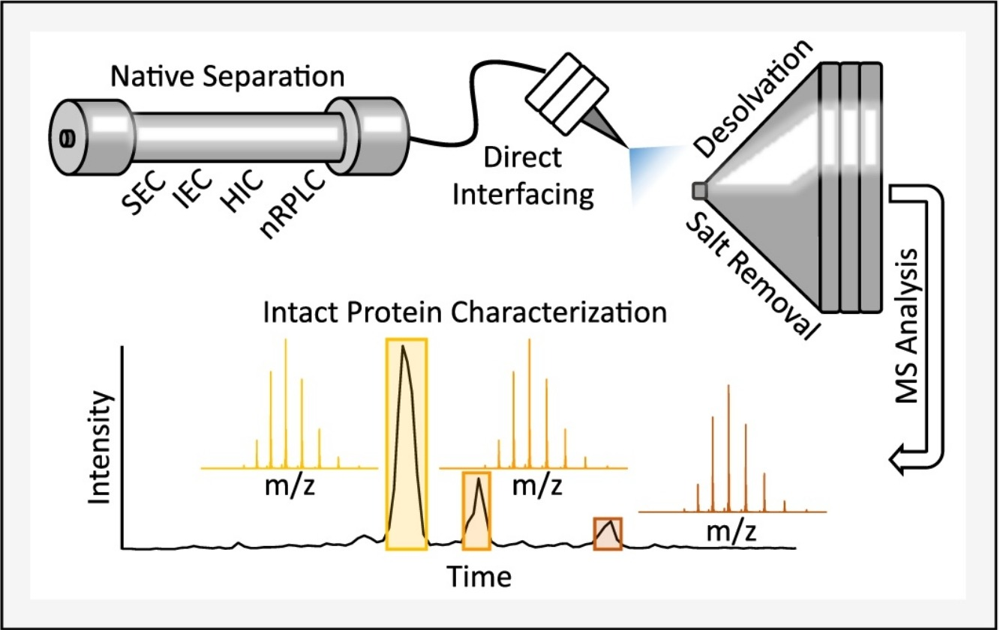 Native Separation
SEC
IEC
HIC
nRPLC
Direct
Interfacing
Desolvation
Salt Removal
MS Analysis
Intact Protein Characterization
Intensity
m/z
m/z
m/z
Time